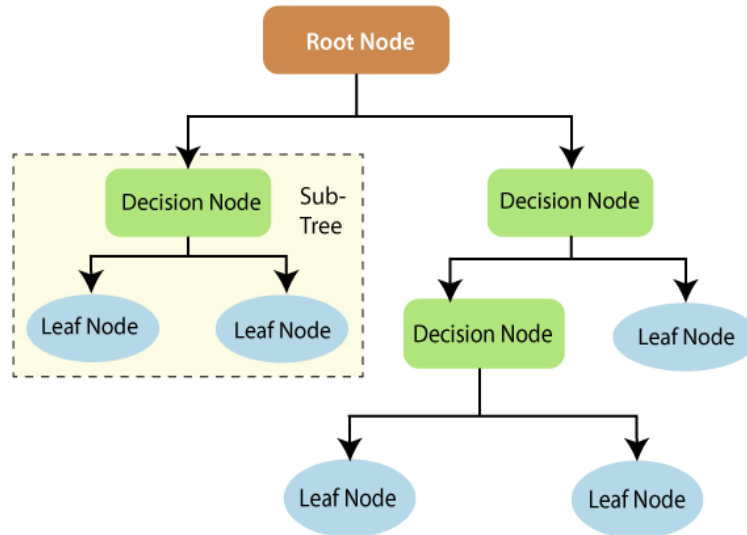 Root Node
Decision Node
Sub-
Tree
Decision Node
Leaf Node
Leaf Node
Decision Node
Leaf Node
Leaf Node
Leaf Node